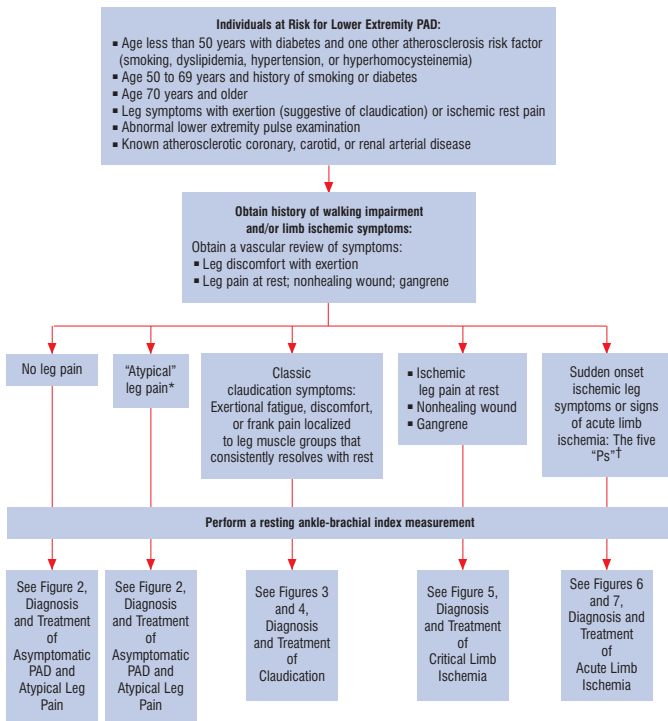 Individuals at Risk for Lower Extremity PAD:
▪ Age less than 50 years with diabetes and one other atherosclerosis risk factor
(smoking, dyslipidemia, hypertension, or hyperhomocysteinemia)
▪ Age 50 to 69 years and history of smoking or diabetes
▪ Age 70 years and older
▪ Leg symptoms with exertion (suggestive of claudication) or ischemic rest pain
▪ Abnormal lower extremity pulse examination
▪ Known atherosclerotic coronary, carotid, or renal arterial disease
Obtain history of walking impairment
and/or limb ischemic symptoms:
Obtain a vascular review of symptoms:
▪ Leg discomfort with exertion
▪ Leg pain at rest; nonhealing wound; gangrene
No leg pain
“Atypical”
leg pain*
Classic
claudication symptoms:
Exertional fatigue, discomfort,
or frank pain localized
to leg muscle groups that
consistently resolves with rest
▪ Ischemic
leg pain at rest
▪ Nonhealing wound
▪ Gangrene
Sudden onset
ischemic leg
symptoms or signs
of acute limb
ischemia: The five
“Ps”†
Perform a resting ankle-brachial index measurement
See Figure 2,
Diagnosis
and Treatment
of
Asymptomatic
PAD and
Atypical Leg
Pain
See Figure 2,
Diagnosis
and Treatment
of
Asymptomatic
PAD and
Atypical Leg
Pain
See Figures 3
and 4,
Diagnosis
and Treatment
of
Claudication
See Figure 5,
Diagnosis
and Treatment
of
Critical Limb
Ischemia
See Figures 6
and 7,
Diagnosis and
Treatment
of
Acute Limb
Ischemia